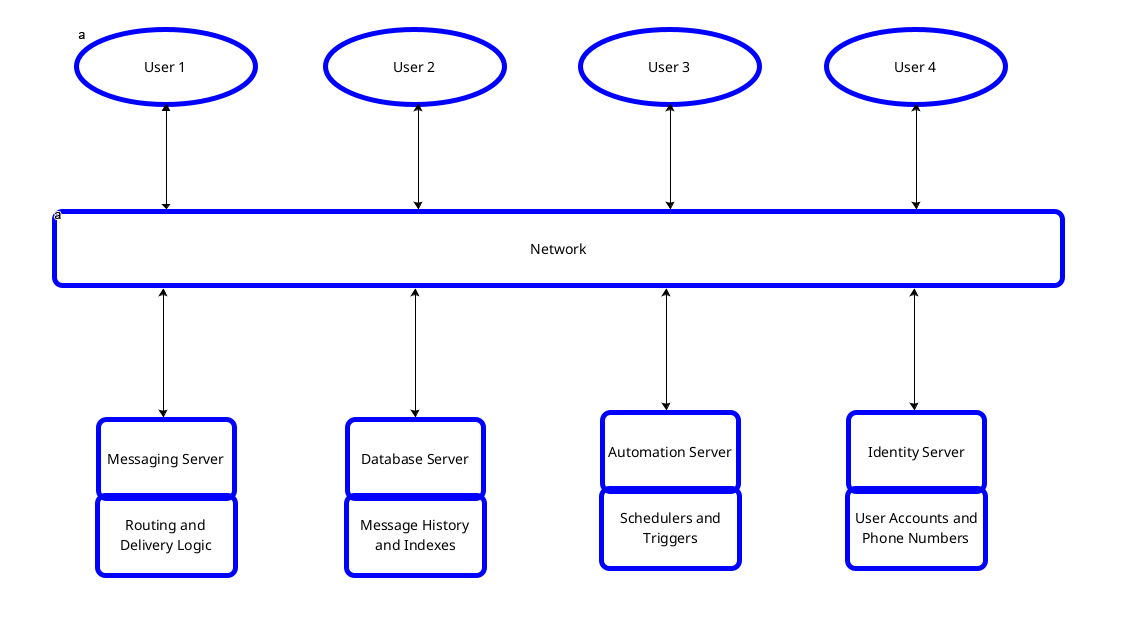 a
User 1
User 2
User 3
User 4
a
Network
Messaging Server
Database Server
Automation Server
Identity Server
Routing and
Delivery Logic
Message History
and Indexes
Schedulers and
Triggers
User Accounts and
Phone Numbers